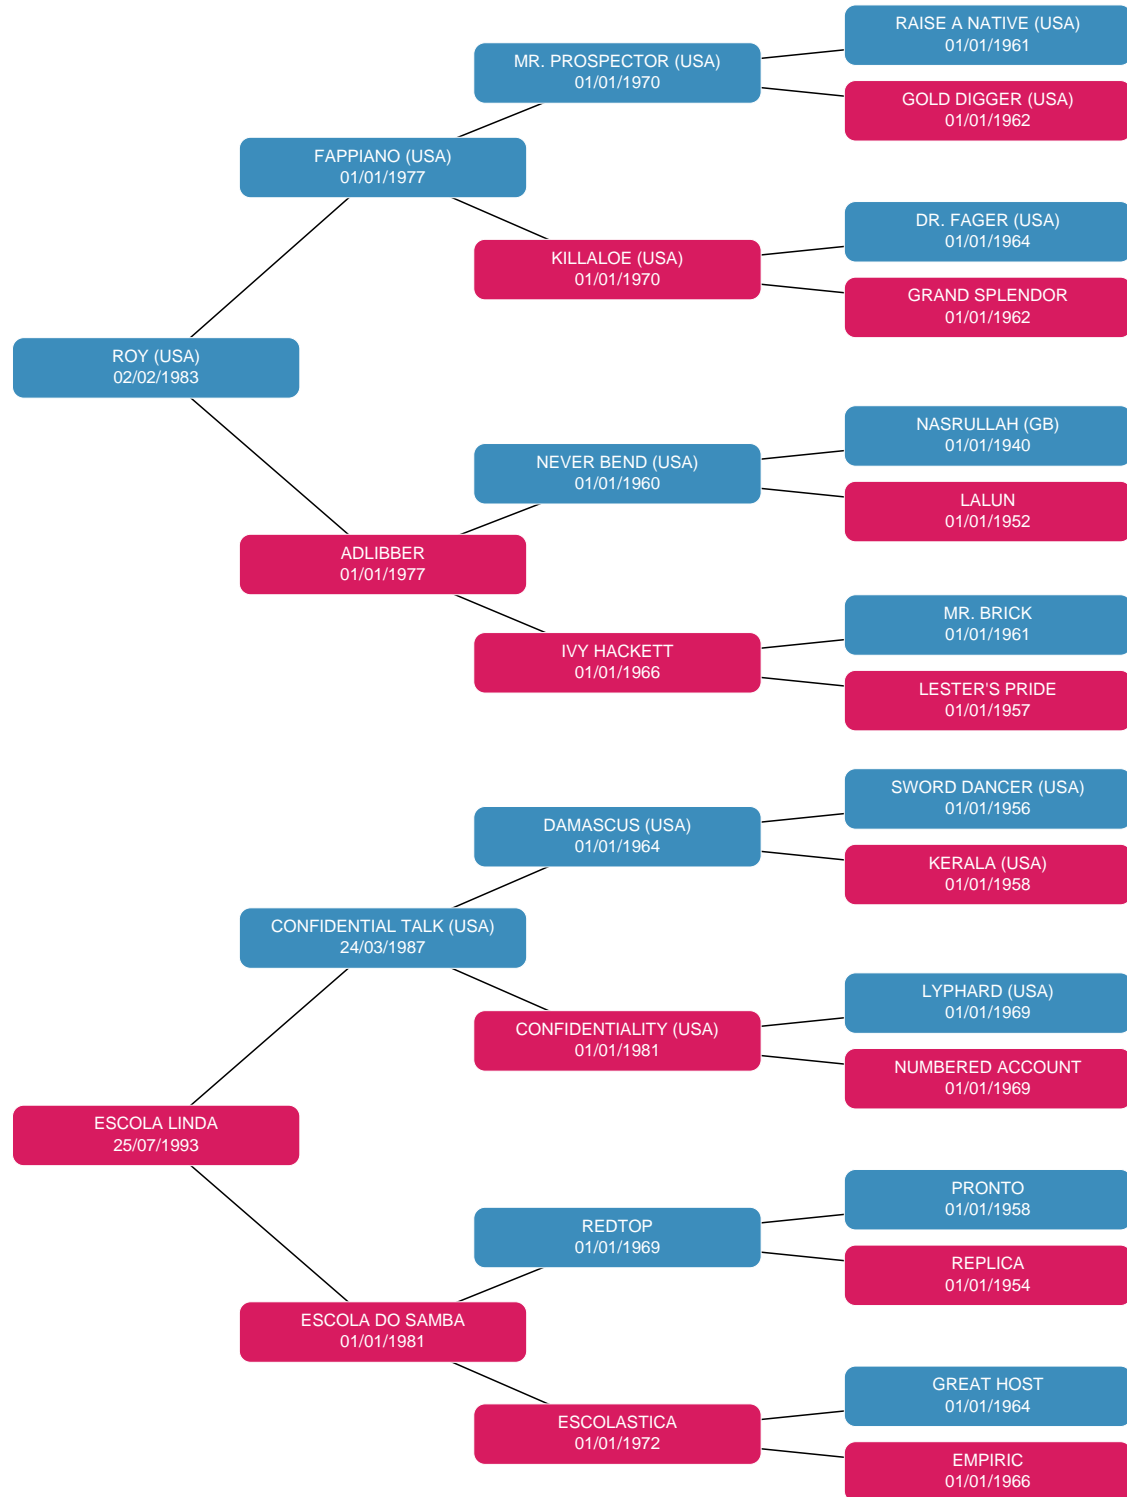 RAISE A NATIVE (USA)
01/01/1961
MR. PROSPECTOR (USA)
01/01/1970
GOLD DIGGER (USA)
01/01/1962
FAPPIANO (USA)
01/01/1977
DR. FAGER (USA)
01/01/1964
KILLALOE (USA)
01/01/1970
GRAND SPLENDOR
01/01/1962
ROY (USA)
02/02/1983
NASRULLAH (GB)
01/01/1940
NEVER BEND (USA)
01/01/1960
LALUN
01/01/1952
ADLIBBER
01/01/1977
MR. BRICK
01/01/1961
IVY HACKETT
01/01/1966
LESTER'S PRIDE
01/01/1957
SWORD DANCER (USA)
01/01/1956
DAMASCUS (USA)
01/01/1964
KERALA (USA)
01/01/1958
CONFIDENTIAL TALK (USA)
24/03/1987
LYPHARD (USA)
01/01/1969
CONFIDENTIALITY (USA)
01/01/1981
NUMBERED ACCOUNT
01/01/1969
ESCOLA LINDA
25/07/1993
PRONTO
01/01/1958
REDTOP
01/01/1969
REPLICA
01/01/1954
ESCOLA DO SAMBA
01/01/1981
GREAT HOST
01/01/1964
ESCOLASTICA
01/01/1972
EMPIRIC
01/01/1966